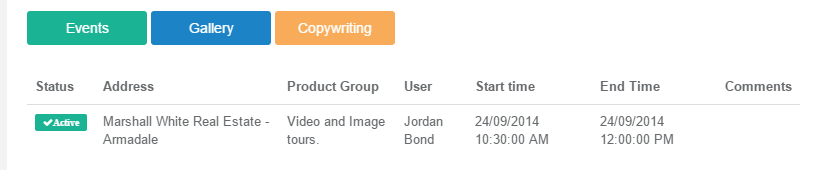 Events Gallery Copywriting
Status Address Product Group User Start time End Time Comments
Active Marshall White Real Estate - Video and Image Jordan 24/09/2014 24/09/2014
Armadale tours. Bond 10:30:00 AM 12:00:00 PM